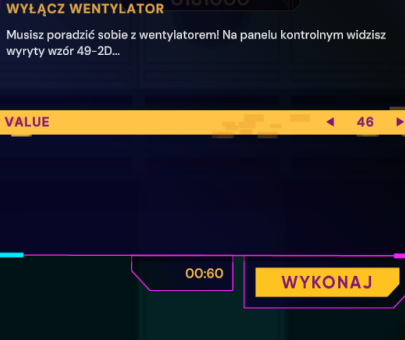 WYŁĄCZ WENTYLATOR
Musisz poradzić sobie z wentylatorem! Na panelu kontrolnym widzisz
wyryty wzór 49-2D...
VALUE ◀ 46 ▶
00:60
WYKONAJ